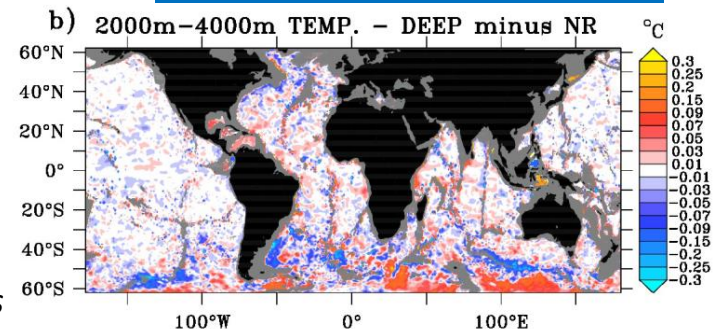 b) 2000m-4000m TEMP. - DEEP minus NR
°C
60°N
40°N
20°N
0°
20°S
40°S
60°S
100°W
0°
100°E
0.3
0.25
0.2
0.15
0.09
0.07
0.05
0.03
0.01
-0.01
-0.03
-0.05
-0.07
-0.09
-0.15
-0.2
-0.25
-0.3
s